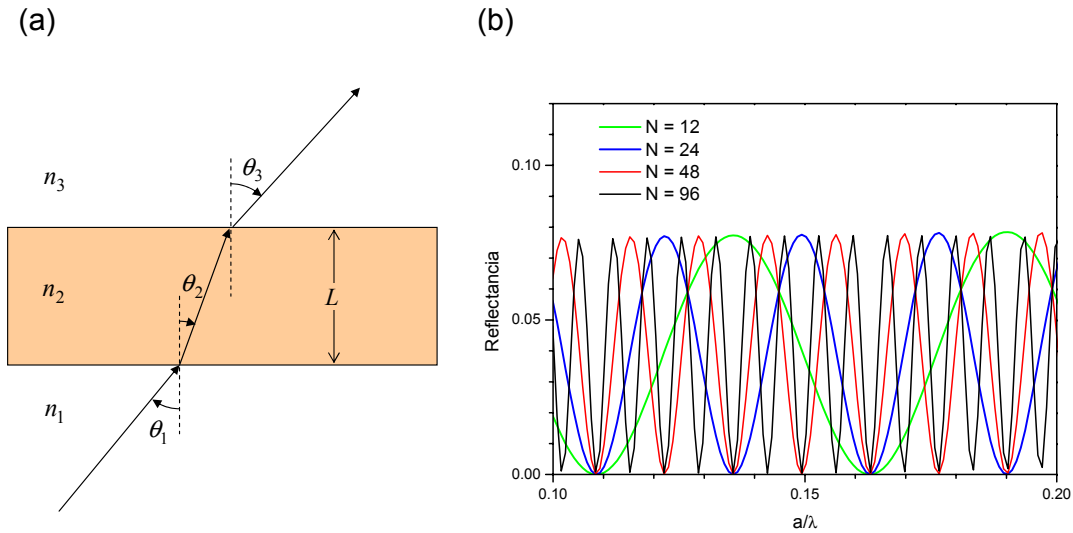 (a)
n₃
θ₃
n₂
θ₂
L
n₁
θ₁
(b)
N = 12
N = 24
N = 48
N = 96
Reflectancia
0.10
0.05
0.00
0.10
0.15
0.20
a/λ